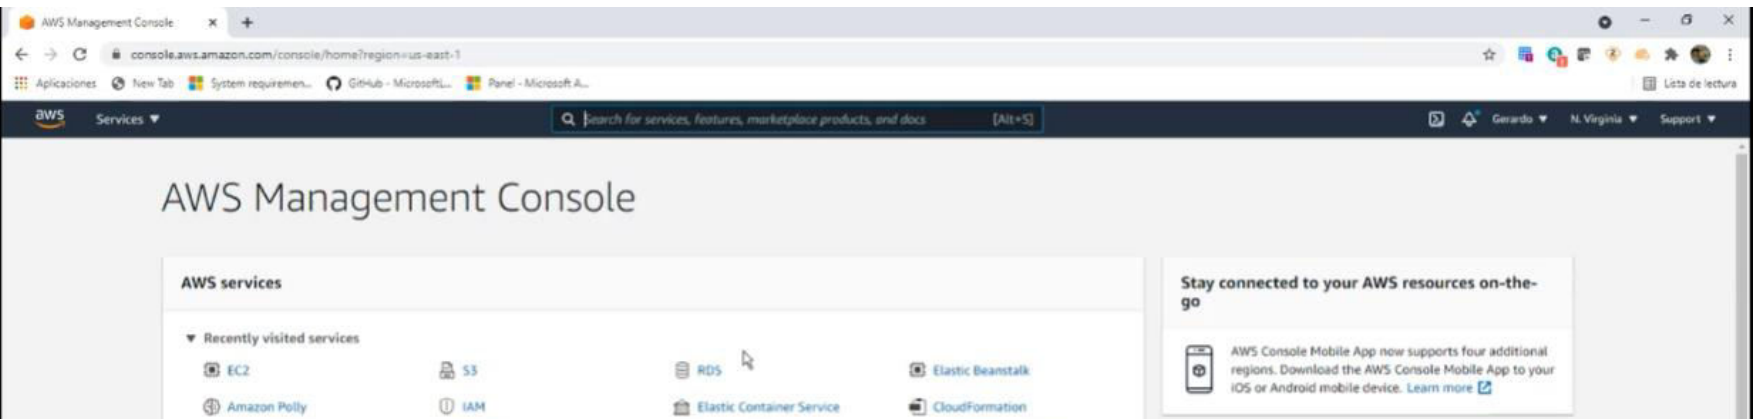 AWS Management Console
console.aws.amazon.com/console/home?region=us-east-1
Aplicaciones New Tab System requiremen... GitHub - Microsoft... Panel - Microsoft A... Lista de lectura
aws Services Search for services, features, marketplace products, and docs [Alt+S] Gerardo N. Virginia Support
AWS Management Console
AWS services
Recently visited services
EC2 S3 RDS Elastic Beanstalk
Amazon Polly IAM Elastic Container Service CloudFormation
Stay connected to your AWS resources on-the-
go
AWS Console Mobile App now supports four additional
regions. Download the AWS Console Mobile App to your
iOS or Android mobile device. Learn more